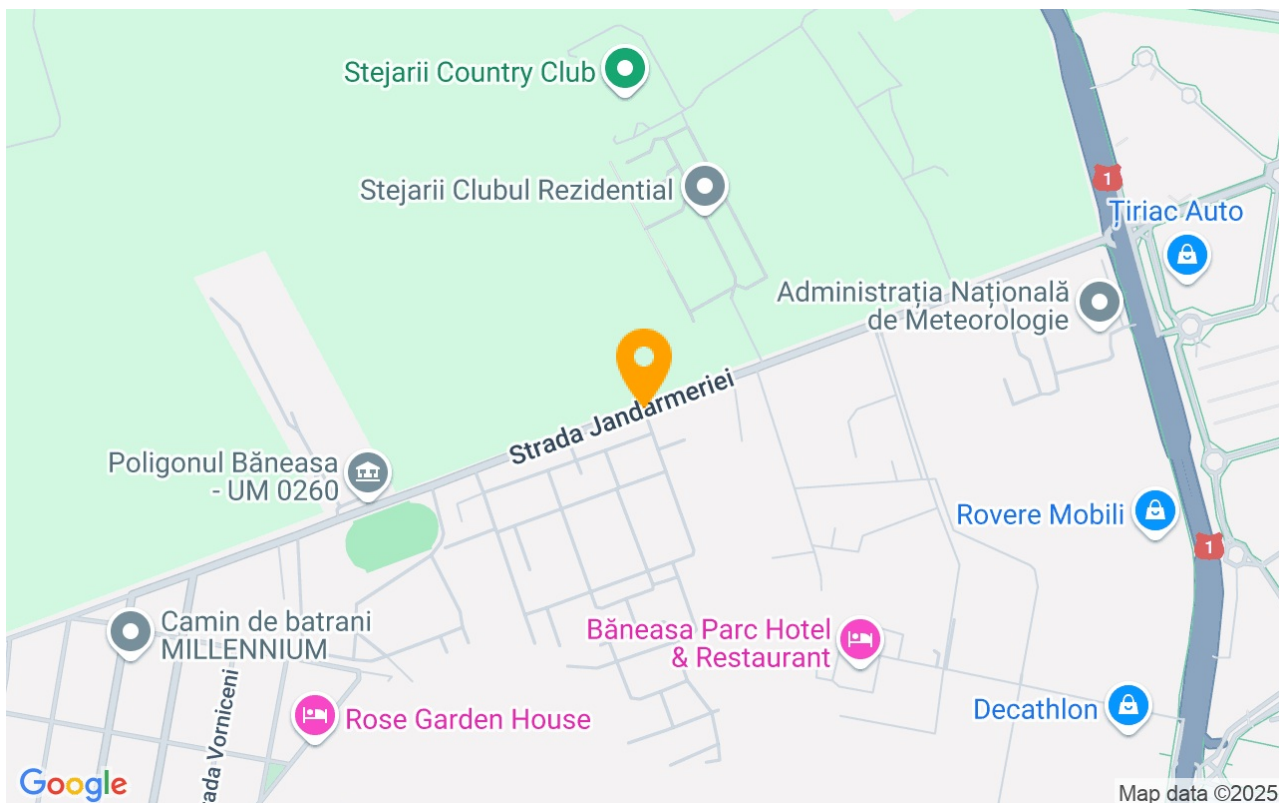 Stejarii Country Club
1
Stejarii Clubul Rezidential
Țiriac Auto
Administrația Națională
de Meteorologie
Strada Jandarmeriei
Poligonul Băneasa
- UM 0260
Rovere Mobili
1
Camin de batrani
MILLENNIUM
Băneasa Parc Hotel
& Restaurant
Rose Garden House
Decathlon
rada Vorniceni
Google
Map data ©2025